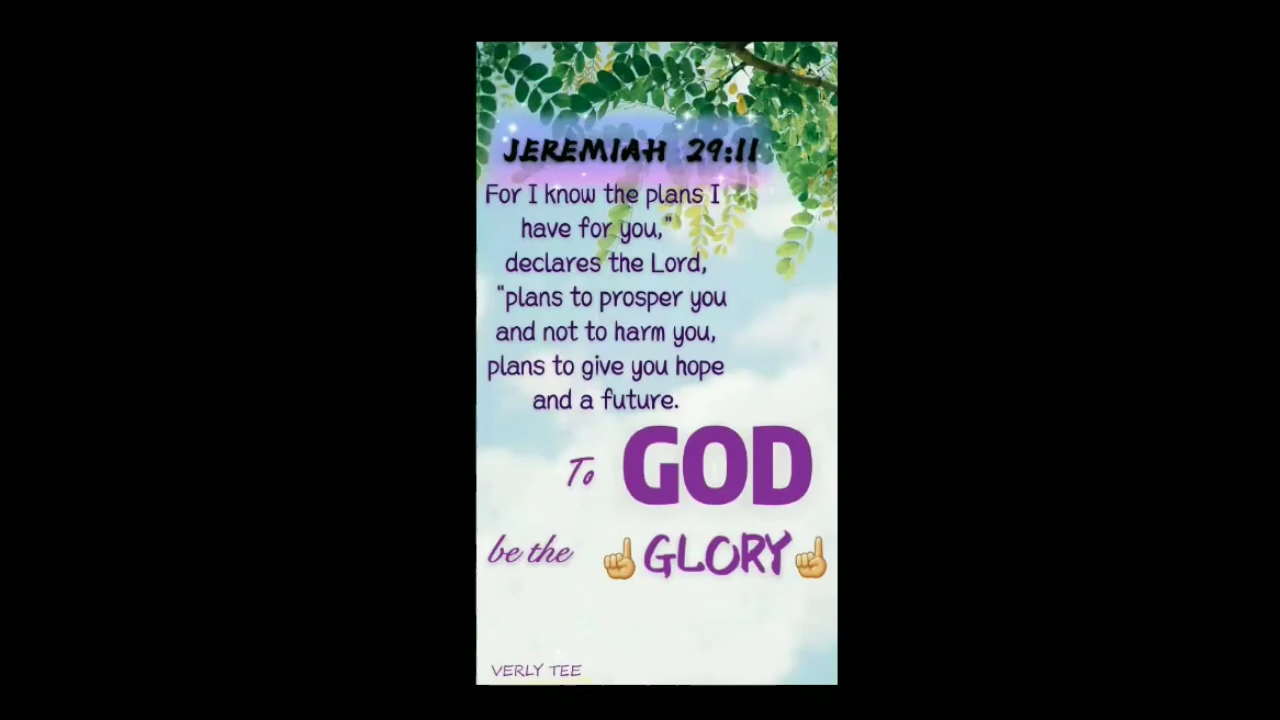 JEREMIAH 29:11
For I know the plans I
have for you,"
declares the Lord,
"plans to prosper you
and not to harm you,
plans to give you hope
and a future.
To GOD
be the ☝GLORY☝
VERLY TEE